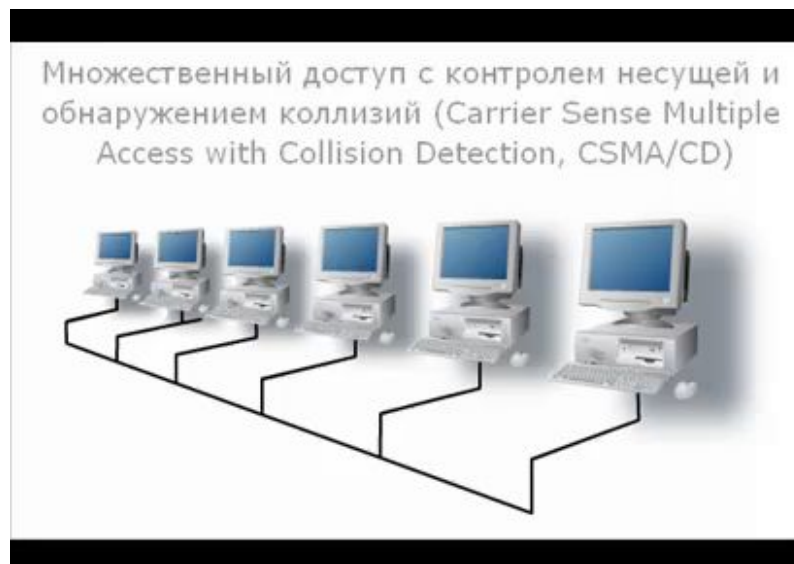 Множественный доступ с контролем несущей и
обнаружением коллизий (Carrier Sense Multiple
Access with Collision Detection, CSMA/CD)